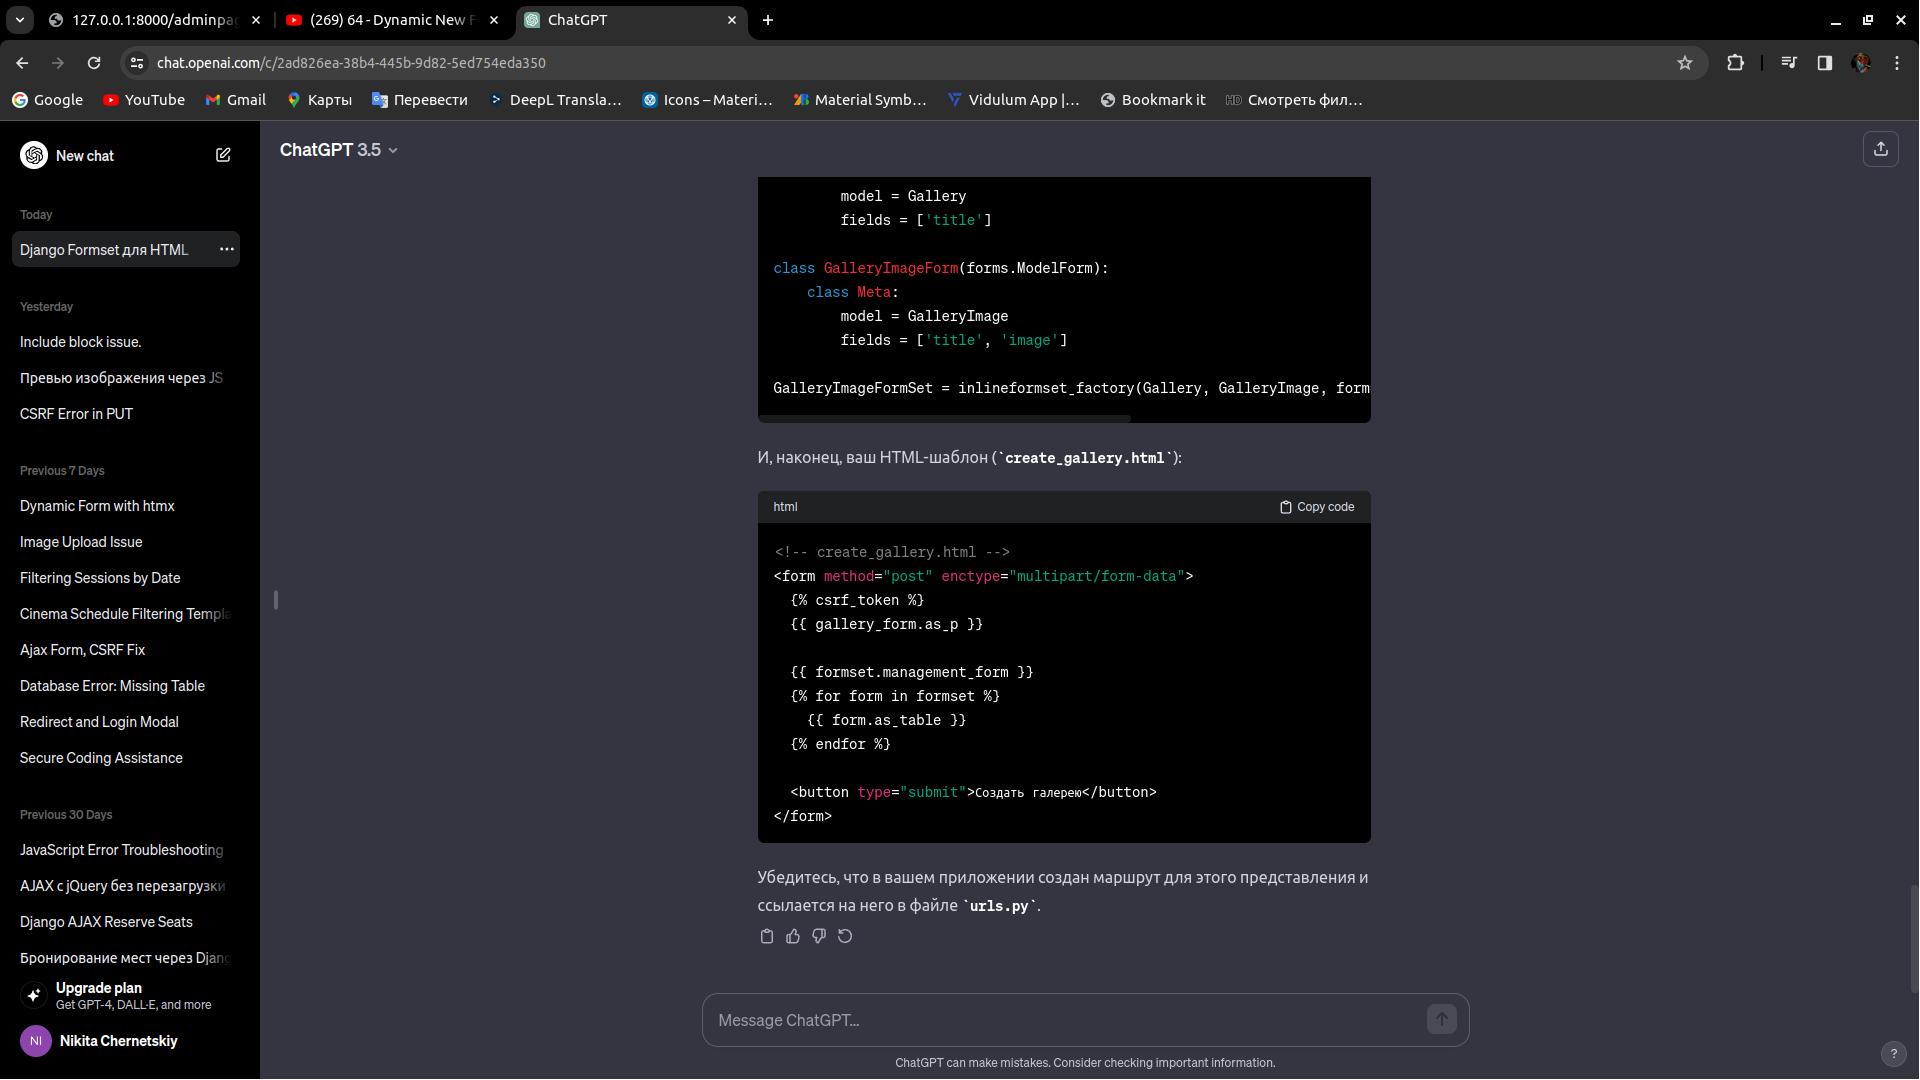 127.0.0.1:8000/adminpa
(269) 64 - Dynamic New F
ChatGPT
chat.openai.com/c/2ad826ea-38b4-445b-9d82-5ed754eda350
Google
YouTube
Gmail
Карты
Перевести
DeepL Transla…
Icons – Materi…
Material Symb…
Vidulum App |…
Bookmark it
HD
Смотреть фил…
New chat
Today
Django Formset для HTML
Yesterday
Include block issue.
Превью изображения через JS
CSRF Error in PUT
Previous 7 Days
Dynamic Form with htmx
Image Upload Issue
Filtering Sessions by Date
Cinema Schedule Filtering Templa
Ajax Form, CSRF Fix
Database Error: Missing Table
Redirect and Login Modal
Secure Coding Assistance
Previous 30 Days
JavaScript Error Troubleshooting
AJAX с jQuery без перезагрузки
Django AJAX Reserve Seats
Бронирование мест через Djang
Upgrade plan
Get GPT-4, DALL·E, and more
NI
Nikita Chernetskiy
ChatGPT 3.5
model = Gallery
fields = ['title']
class GalleryImageForm(forms.ModelForm):
class Meta:
model = GalleryImage
fields = ['title', 'image']
GalleryImageFormSet = inlineformset_factory(Gallery, GalleryImage, form
И, наконец, ваш HTML-шаблон (`create_gallery.html`):
html
Copy code
<!-- create_gallery.html -->
<form method="post" enctype="multipart/form-data">
{% csrf_token %}
{{ gallery_form.as_p }}
{{ formset.management_form }}
{% for form in formset %}
{{ form.as_table }}
{% endfor %}
<button type="submit">Создать галерею</button>
</form>
Убедитесь, что в вашем приложении создан маршрут для этого представления и
ссылается на него в файле `urls.py`.
Message ChatGPT…
ChatGPT can make mistakes. Consider checking important information.
?